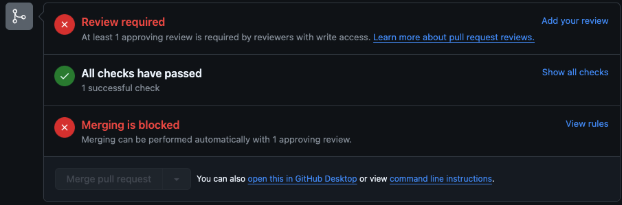 Review required
Add your review
At least 1 approving review is required by reviewers with write access. Learn more about pull request reviews.
All checks have passed
Show all checks
1 successful check
Merging is blocked
View rules
Merging can be performed automatically with 1 approving review.
Merge pull request
You can also open this in GitHub Desktop or view command line instructions.